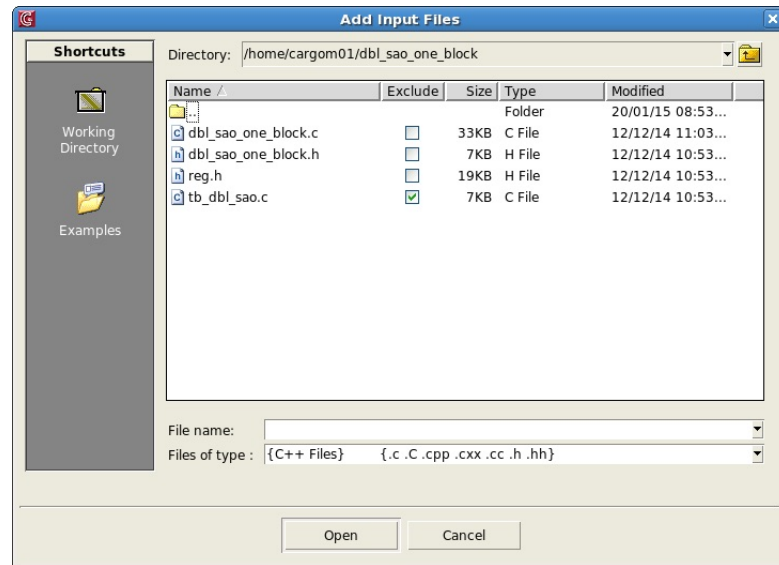 Add Input Files
Shortcuts
Working
Directory
Examples
Directory: /home/cargom01/dbl_sao_one_block
Name Exclude Size Type Modified
.. Folder 20/01/15 08:53...
dbl_sao_one_block.c 33KB C File 12/12/14 11:03...
dbl_sao_one_block.h 7KB H File 12/12/14 10:53...
reg.h 19KB H File 12/12/14 10:53...
tb_dbl_sao.c 7KB C File 12/12/14 10:53...
File name:
Files of type : {C++ Files} {.c .C .cpp .cxx .cc .h .hh}
Open Cancel